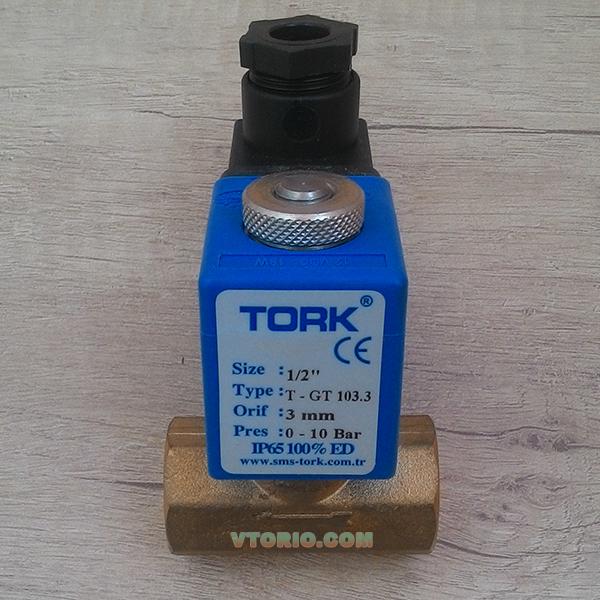 TORK®
CE
Size : 1/2"
Type : T - GT 103.3
Orif : 3 mm
Pres : 0 - 10 Bar
IP65 100% ED
www.sms-tork.com.tr
VTORIO.COM